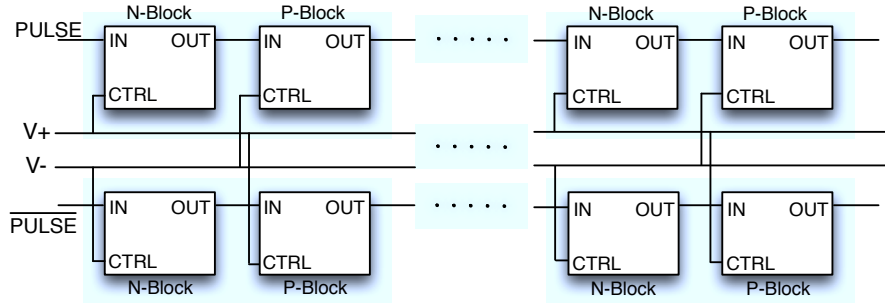 N-Block P-Block N-Block P-Block
PULSE IN OUT IN OUT IN OUT IN OUT
CTRL CTRL CTRL CTRL
V+
V-
IN OUT IN OUT IN OUT IN OUT
PULSE
CTRL CTRL CTRL CTRL
N-Block P-Block N-Block P-Block